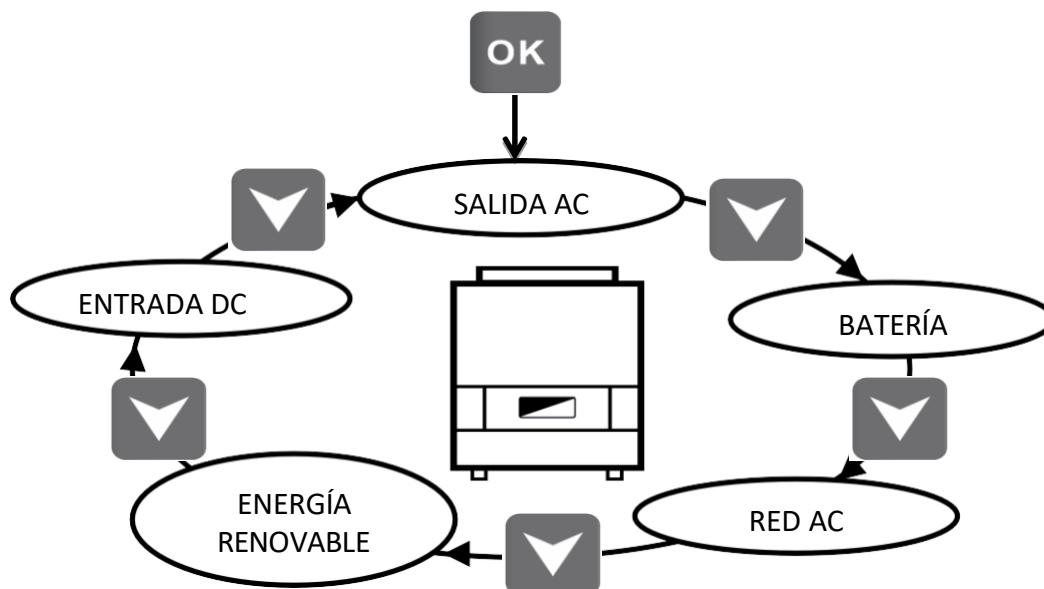 OK
SALIDA AC
ENTRADA DC
BATERÍA
ENERGÍA
RENOVABLE
RED AC